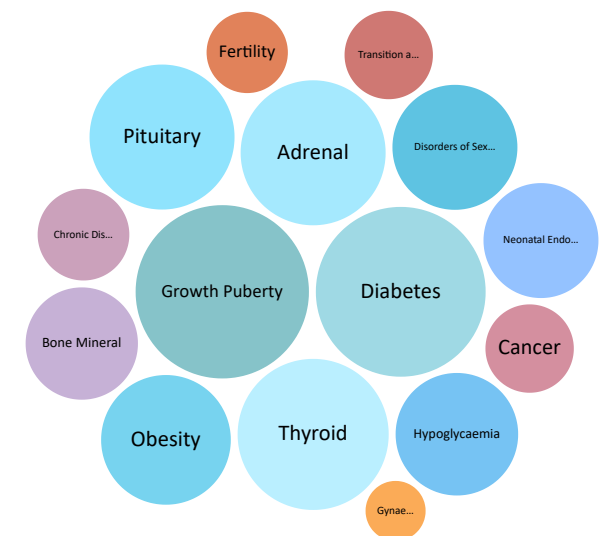 Fertility
Transition a...
Pituitary
Adrenal
Disorders of Sex...
Chronic Dis...
Neonatal Endo...
Growth Puberty
Diabetes
Bone Mineral
Cancer
Obesity
Thyroid
Hypoglycaemia
Gynae...